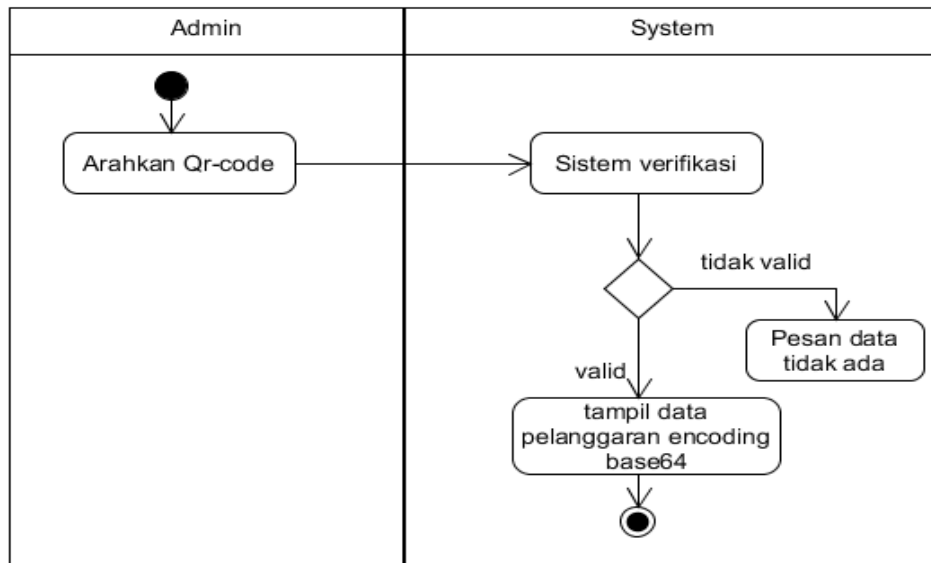 Admin
System
Arahkan Qr-code
Sistem verifikasi
tidak valid
Pesan data
tidak ada
valid
tampil data
pelanggaran encoding
base64